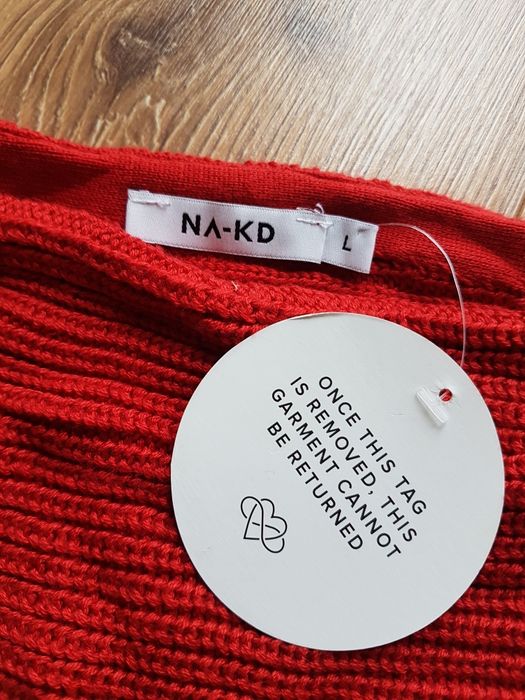 NA-KD
L
ONCE THIS TAG
IS REMOVED, THIS
GARMENT CANNOT
BE RETURNED